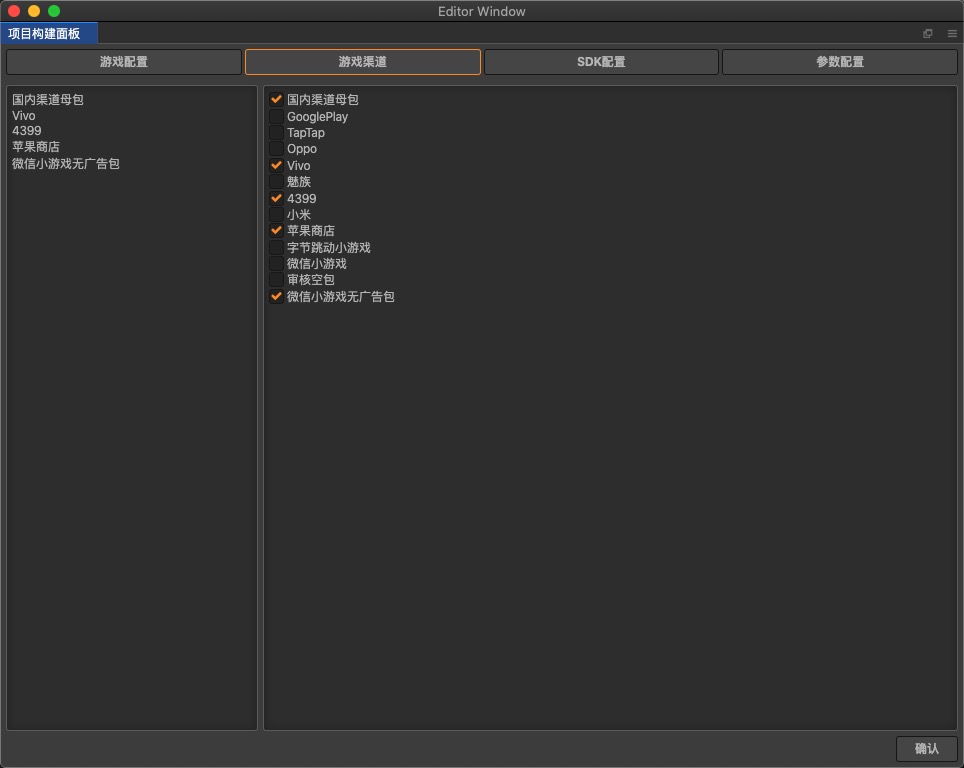 Editor Window
项目构建面板
游戏配置
游戏渠道
SDK配置
参数配置
国内渠道母包
Vivo
4399
苹果商店
微信小游戏无广告包
国内渠道母包
GooglePlay
TapTap
Oppo
Vivo
魅族
4399
小米
苹果商店
字节跳动小游戏
微信小游戏
审核空包
微信小游戏无广告包
确认